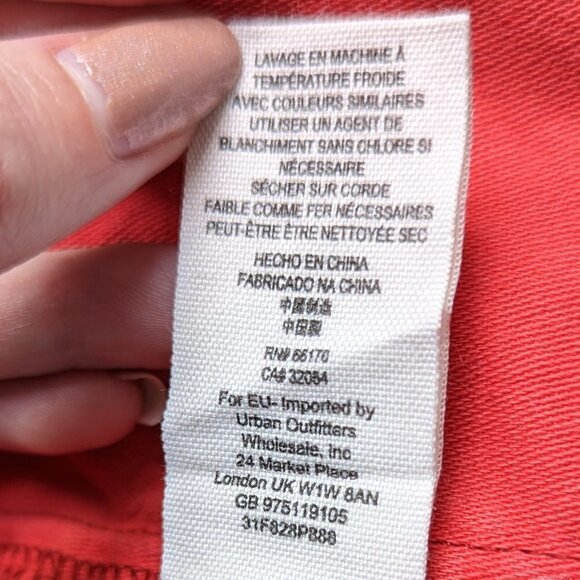 LAVAGE EN MACHINE À
TEMPÉRATURE FROIDE
AVEC COULEURS SIMILAIRES
UTILISER UN AGENT DE
BLANCHIMENT SANS CHLORE SI
NÉCESSAIRE
SÉCHER SUR CORDE
FAIBLE COMME FER NÉCESSAIRES
PEUT-ÊTRE ÊTRE NETTOYÉE SEC
HECHO EN CHINA
FABRICADO NA CHINA
中國制造
中国製
RN# 66170
CA# 32054
For EU- Imported by
Urban Outfitters
Wholesale, Inc
24 Market Place
London UK W1W 8AN
GB 975119105
31F828P888